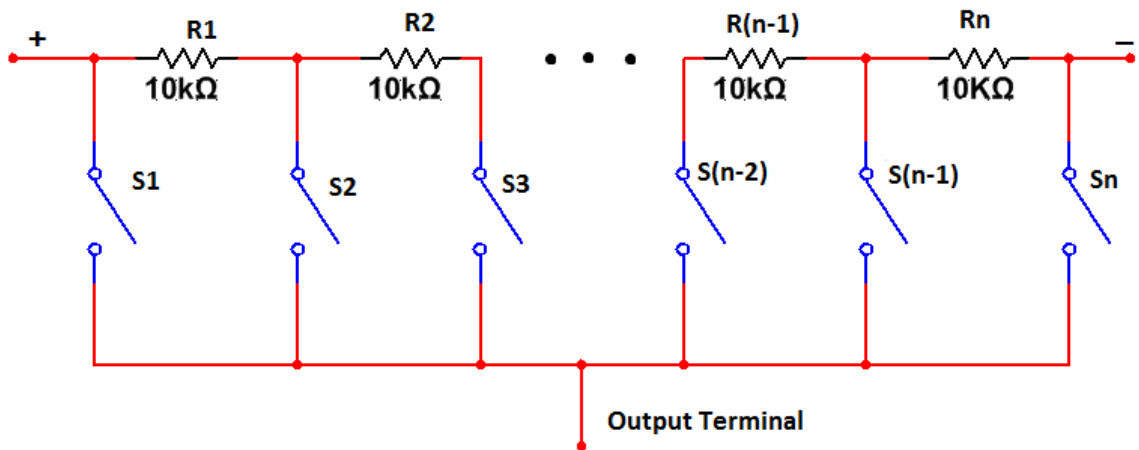 + R1 R2 R(n-1) Rn –
10kΩ 10kΩ 10kΩ 10KΩ
S1 S2 S3 S(n-2) S(n-1) Sn
Output Terminal